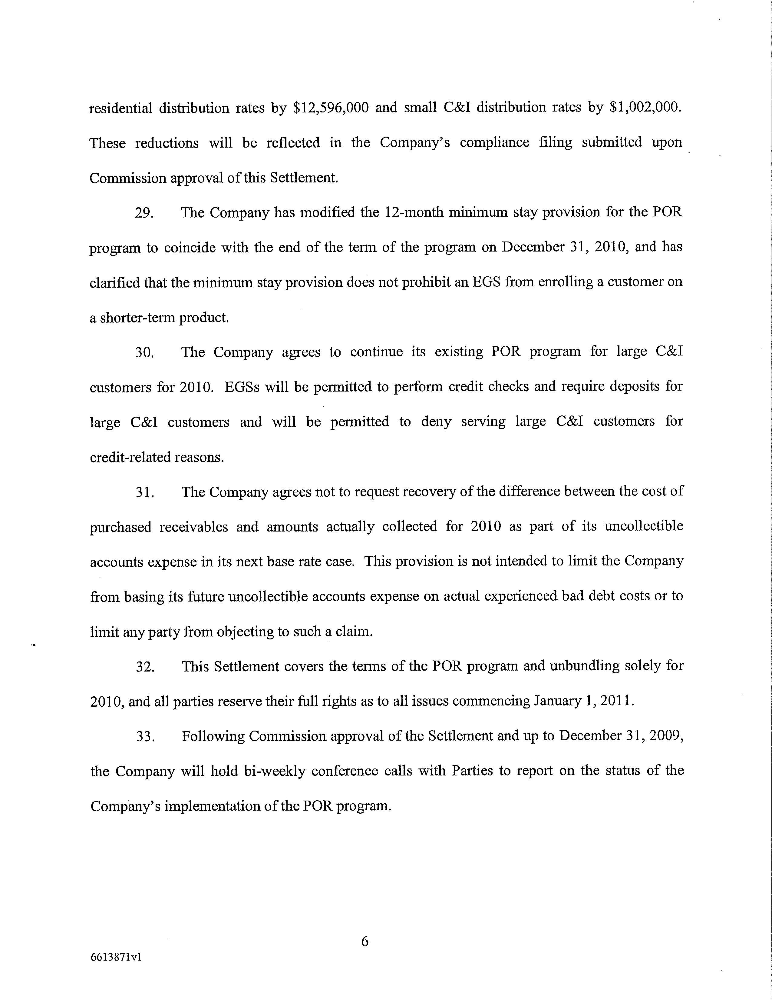 residential distribution rates by $12,596,000 and small C&I distribution rates by $1,002,000.
These reductions will be reflected in the Company's compliance filing submitted upon
Commission approval of this Settlement.
29. The Company has modified the 12-month minimum stay provision for the POR
program to coincide with the end of the term of the program on December 31, 2010, and has
clarified that the minimum stay provision does not prohibit an EGS from enrolling a customer on
a shorter-term product.
30. The Company agrees to continue its existing POR program for large C&I
customers for 2010. EGSs will be permitted to perform credit checks and require deposits for
large C&I customers and will be permitted to deny serving large C&I customers for
credit-related reasons.
31. The Company agrees not to request recovery of the difference between the cost of
purchased receivables and amounts actually collected for 2010 as part of its uncollectible
accounts expense in its next base rate case. This provision is not intended to limit the Company
from basing its future uncollectible accounts expense on actual experienced bad debt costs or to
limit any party from objecting to such a claim.
32. This Settlement covers the terms of the POR program and unbundling solely for
2010, and all parties reserve their full rights as to all issues commencing January 1, 2011.
33. Following Commission approval of the Settlement and up to December 31, 2009,
the Company will hold bi-weekly conference calls with Parties to report on the status of the
Company's implementation of the POR program.
6
6613871v1